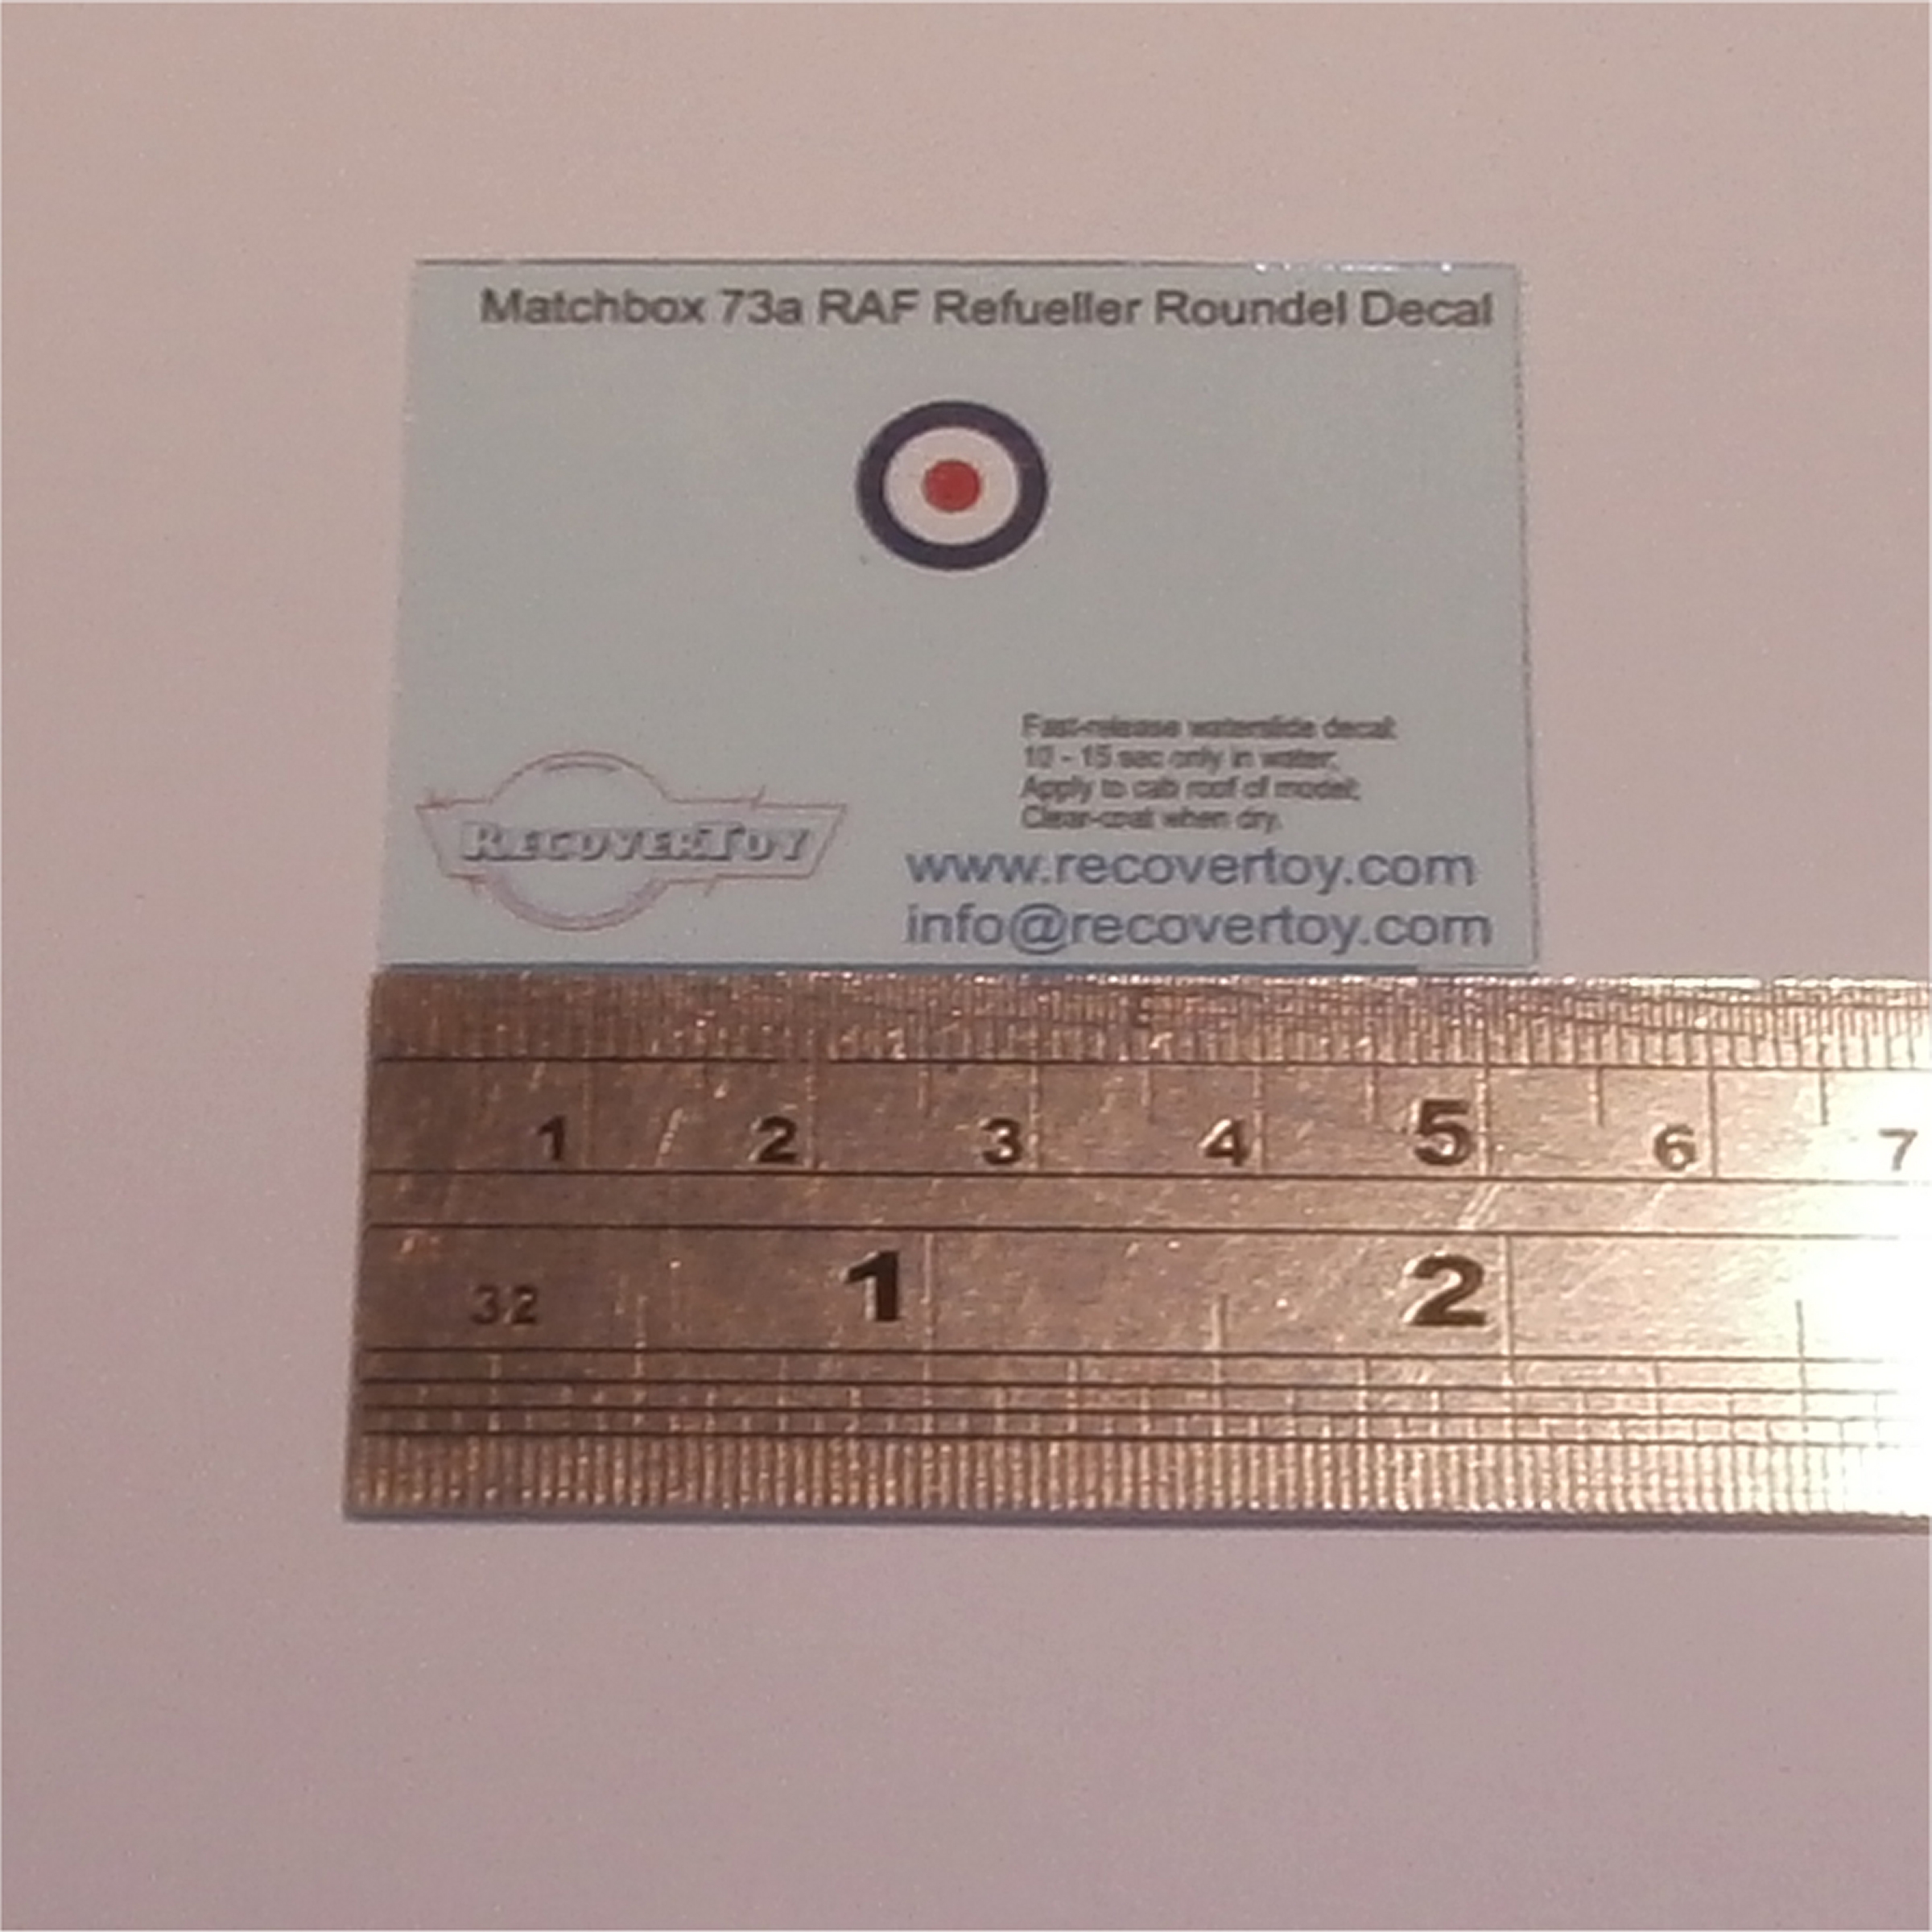 Matchbox 73a RAF Refueller Roundel Decal
Fast-release waterslide decal:
10 - 15 sec only in water;
Apply to cab roof of model;
Clear-coat when dry.
RECOVERTOY
www.recovertoy.com
info@recovertoy.com
1 2 3 4 5 6 7
32 1 2